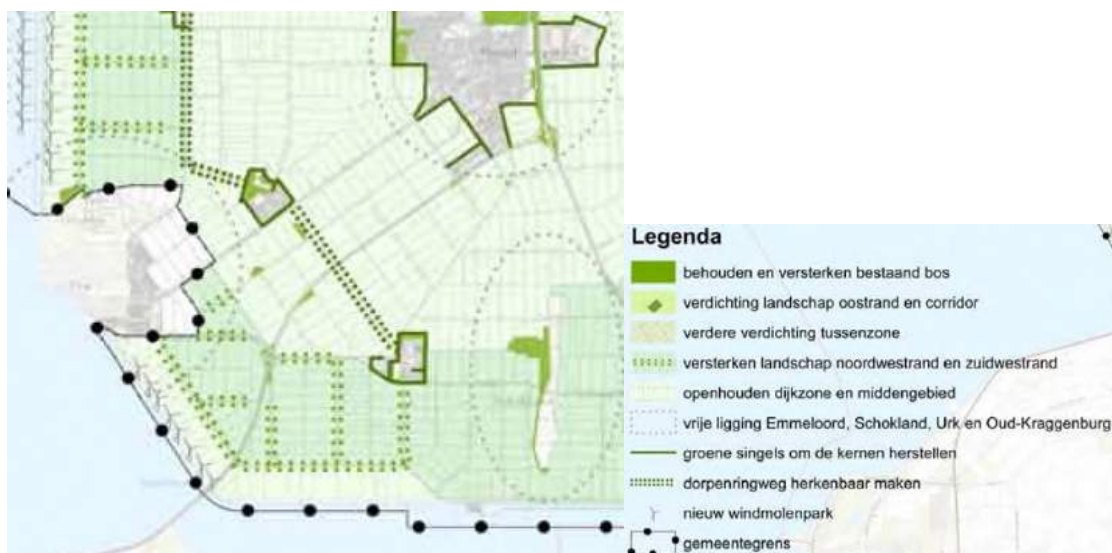 Legenda
behouden en versterken bestaand bos
verdichting landschap oostrand en corridor
verdere verdichting tussenzone
versterken landschap noordwestrand en zuidwestrand
openhouden dijkzone en middengebied
vrije ligging Emmeloord, Schokland, Urk en Oud-Kraggenburg
groene singels om de kernen herstellen
dorpenringweg herkenbaar maken
nieuw windmolenpark
gemeentegrens